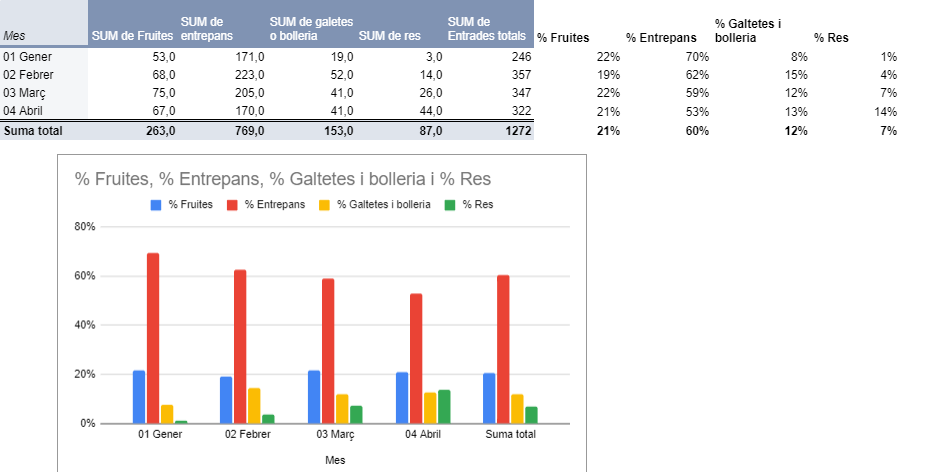 Mes SUM de Fruites SUM de entrepans SUM de galetes o bolleria SUM de res SUM de Entrades totals % Fruites % Entrepans % Galtetes i bolleria % Res
01 Gener 53,0 171,0 19,0 3,0 246 22% 70% 8% 1%
02 Febrer 68,0 223,0 52,0 14,0 357 19% 62% 15% 4%
03 Març 75,0 205,0 41,0 26,0 347 22% 59% 12% 7%
04 Abril 67,0 170,0 41,0 44,0 322 21% 53% 13% 14%
Suma total 263,0 769,0 153,0 87,0 1272 21% 60% 12% 7%
% Fruites, % Entrepans, % Galtetes i bolleria i % Res
% Fruites % Entrepans % Galtetes i bolleria % Res
80%
60%
40%
20%
0%
01 Gener 02 Febrer 03 Març 04 Abril Suma total
Mes